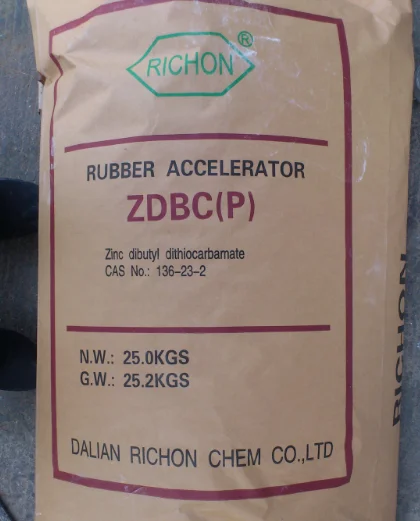 RICHON®
RUBBER ACCELERATOR
ZDBC(P)
Zinc dibutyl dithiocarbamate
CAS No.: 136-23-2
N.W.: 25.0KGS
G.W.: 25.2KGS
DALIAN RICHON CHEM CO.,LTD
RICHON